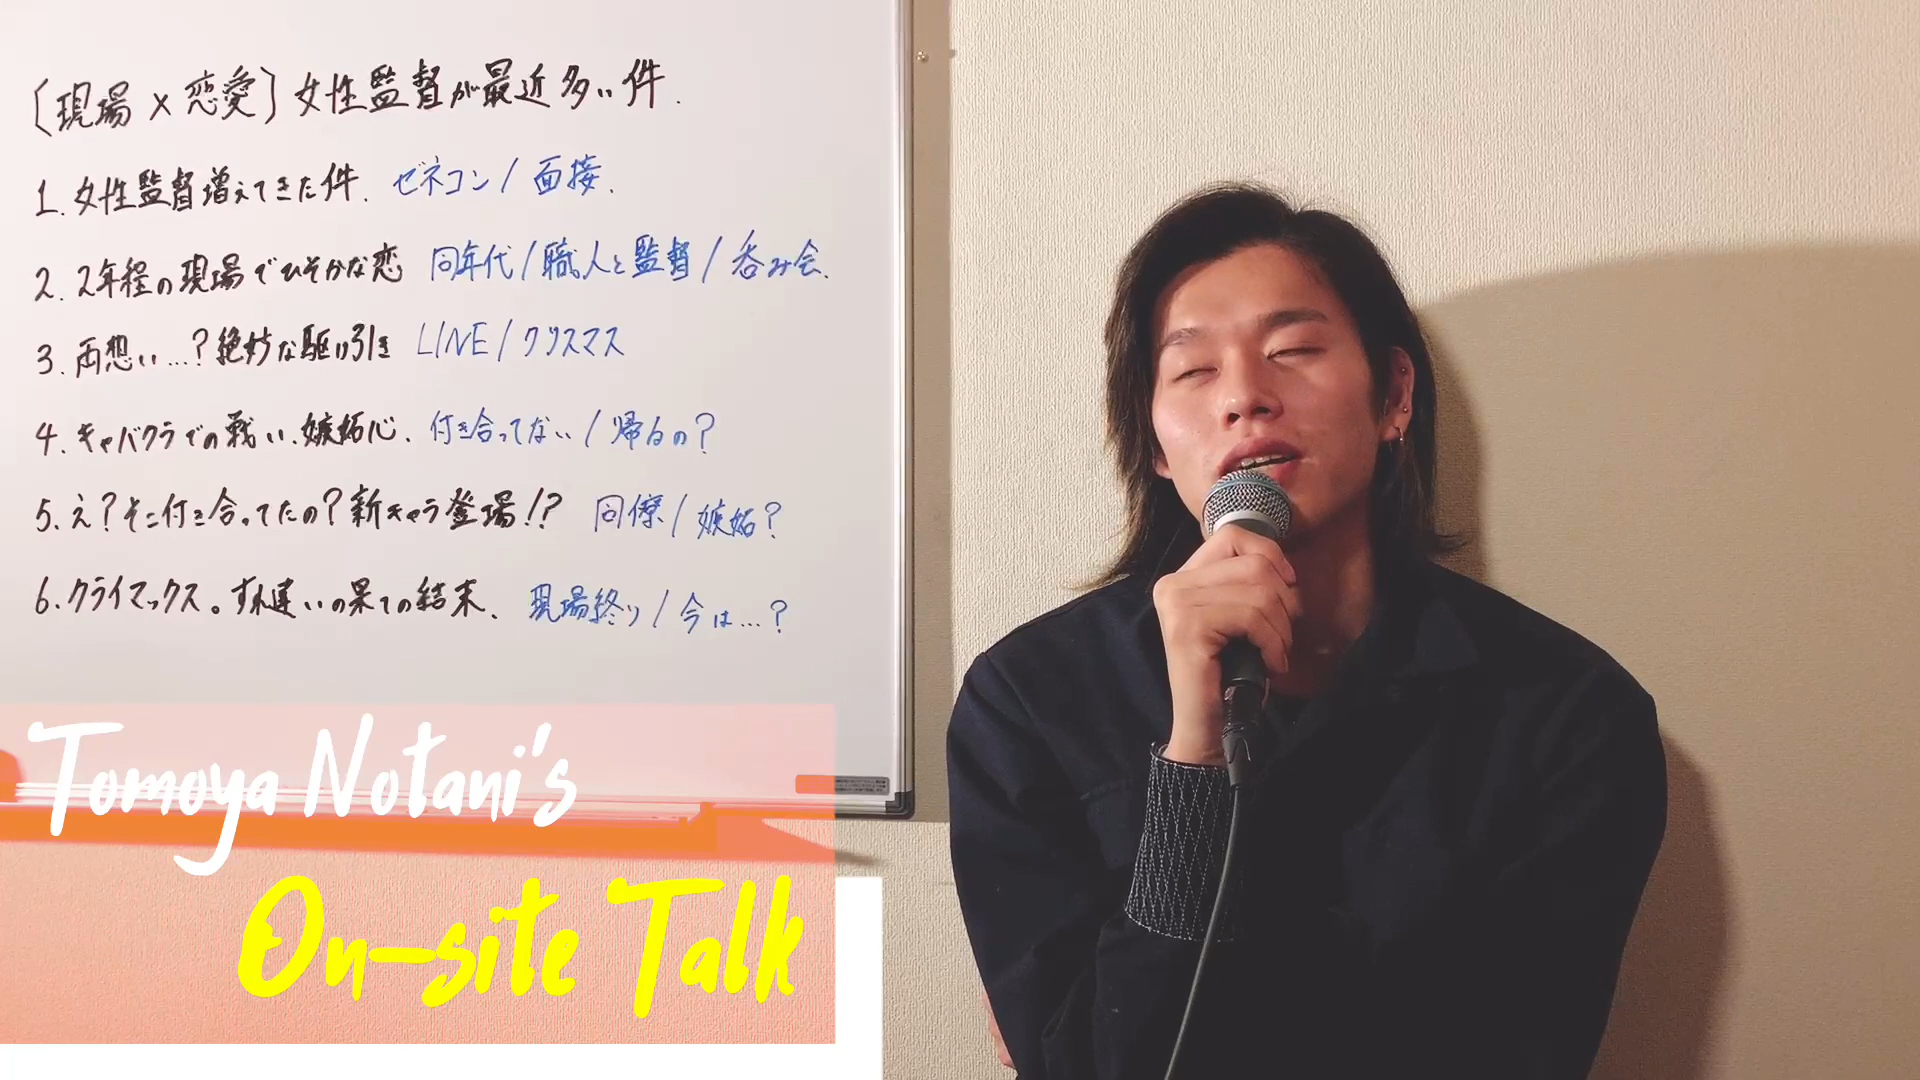 〔現場×恋愛〕女性監督が最近多い件.
1. 女性監督増えてきた件. ゼネコン/面接.
2. 2年程の現場でひそかな恋 同年代/職人と監督/呑み会.
3. 両想い…?絶妙な駆け引き LINE/クリスマス
4. キャバクラでの戦い.嫉妬心. 付き合ってない/帰るの?
5. え?そこ付き合ってたの?新キャラ登場!? 同僚/嫉妬?
6. クライマックス。すれ違いの果ての結末. 現場終り/今は…?
Tomoya Notani's
On-site Talk